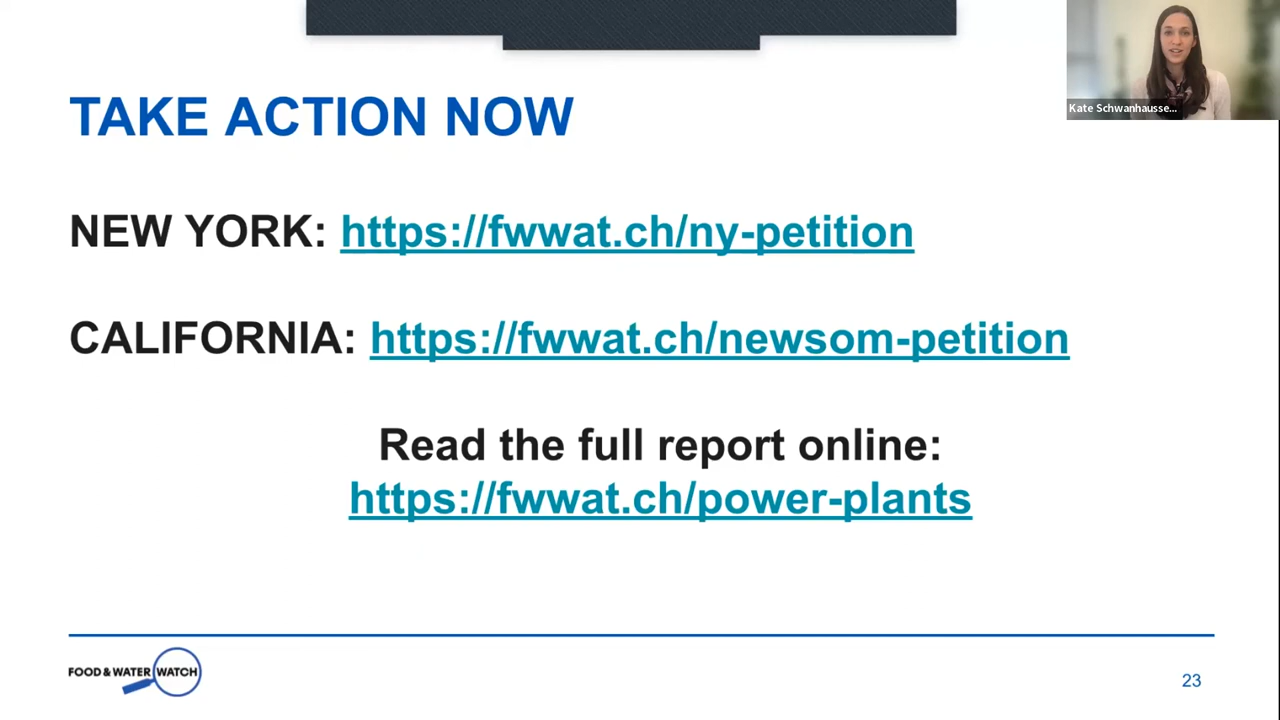 Kate Schwanhausse...
TAKE ACTION NOW
NEW YORK: https://fwwat.ch/ny-petition
CALIFORNIA: https://fwwat.ch/newsom-petition
Read the full report online:
https://fwwat.ch/power-plants
FOOD & WATER WATCH
23